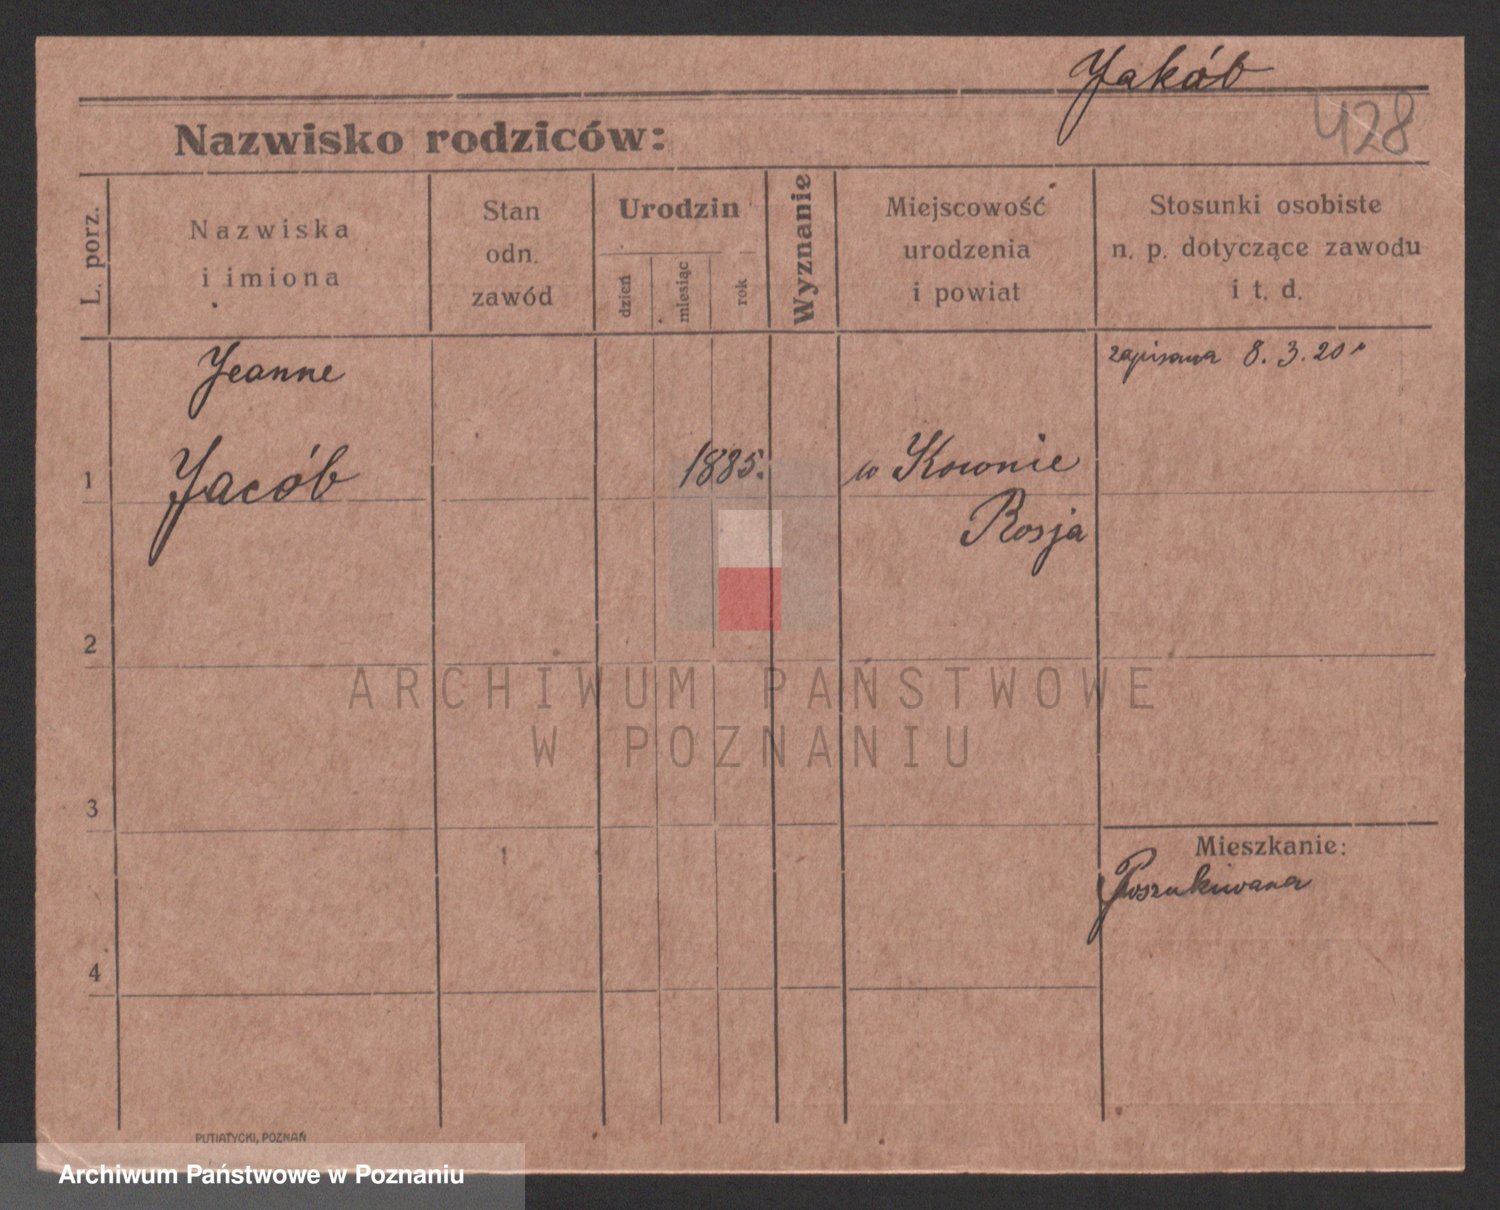 Jakób
428
Nazwisko rodziców:
L. porz.
Nazwiska
i imiona
Stan
odn.
zawód
Urodzin
dzień
miesiąc
rok
Wyznanie
Miejscowość
urodzenia
i powiat
Stosunki osobiste
n. p. dotyczące zawodu
i t. d.
Jeanne
zapisana 8. 3. 20 r
1
Jacób
1885.
w Kownie
Rosja
2
ARCHIWUM PAŃSTWOWE
W POZNANIU
3
Mieszkanie:
Poszukiwana
4
PUTIATYCKI, POZNAŃ
Archiwum Państwowe w Poznaniu